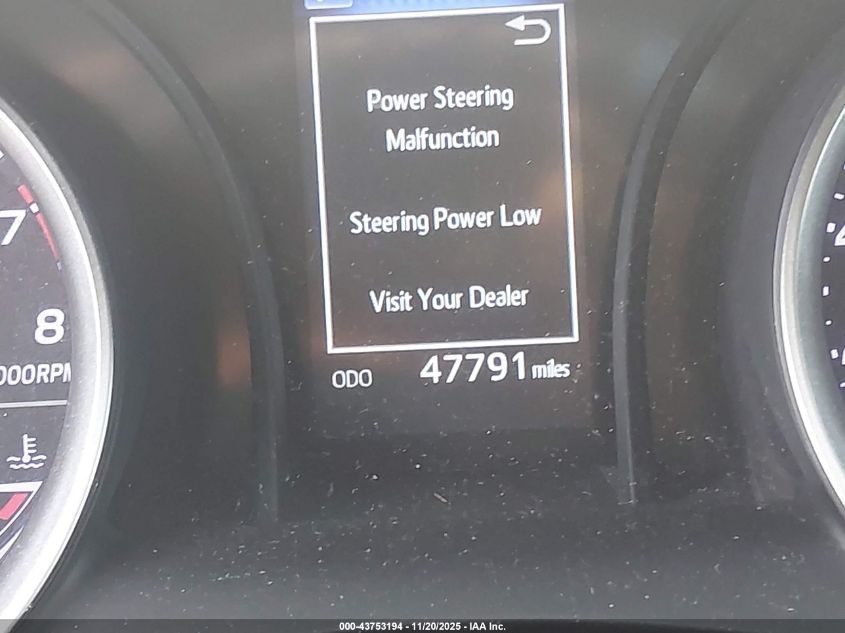 Power Steering
Malfunction
Steering Power Low
Visit Your Dealer
ODO 47791 miles
7
8
000RPM
000-43753194 - 11/20/2025 - IAA Inc.